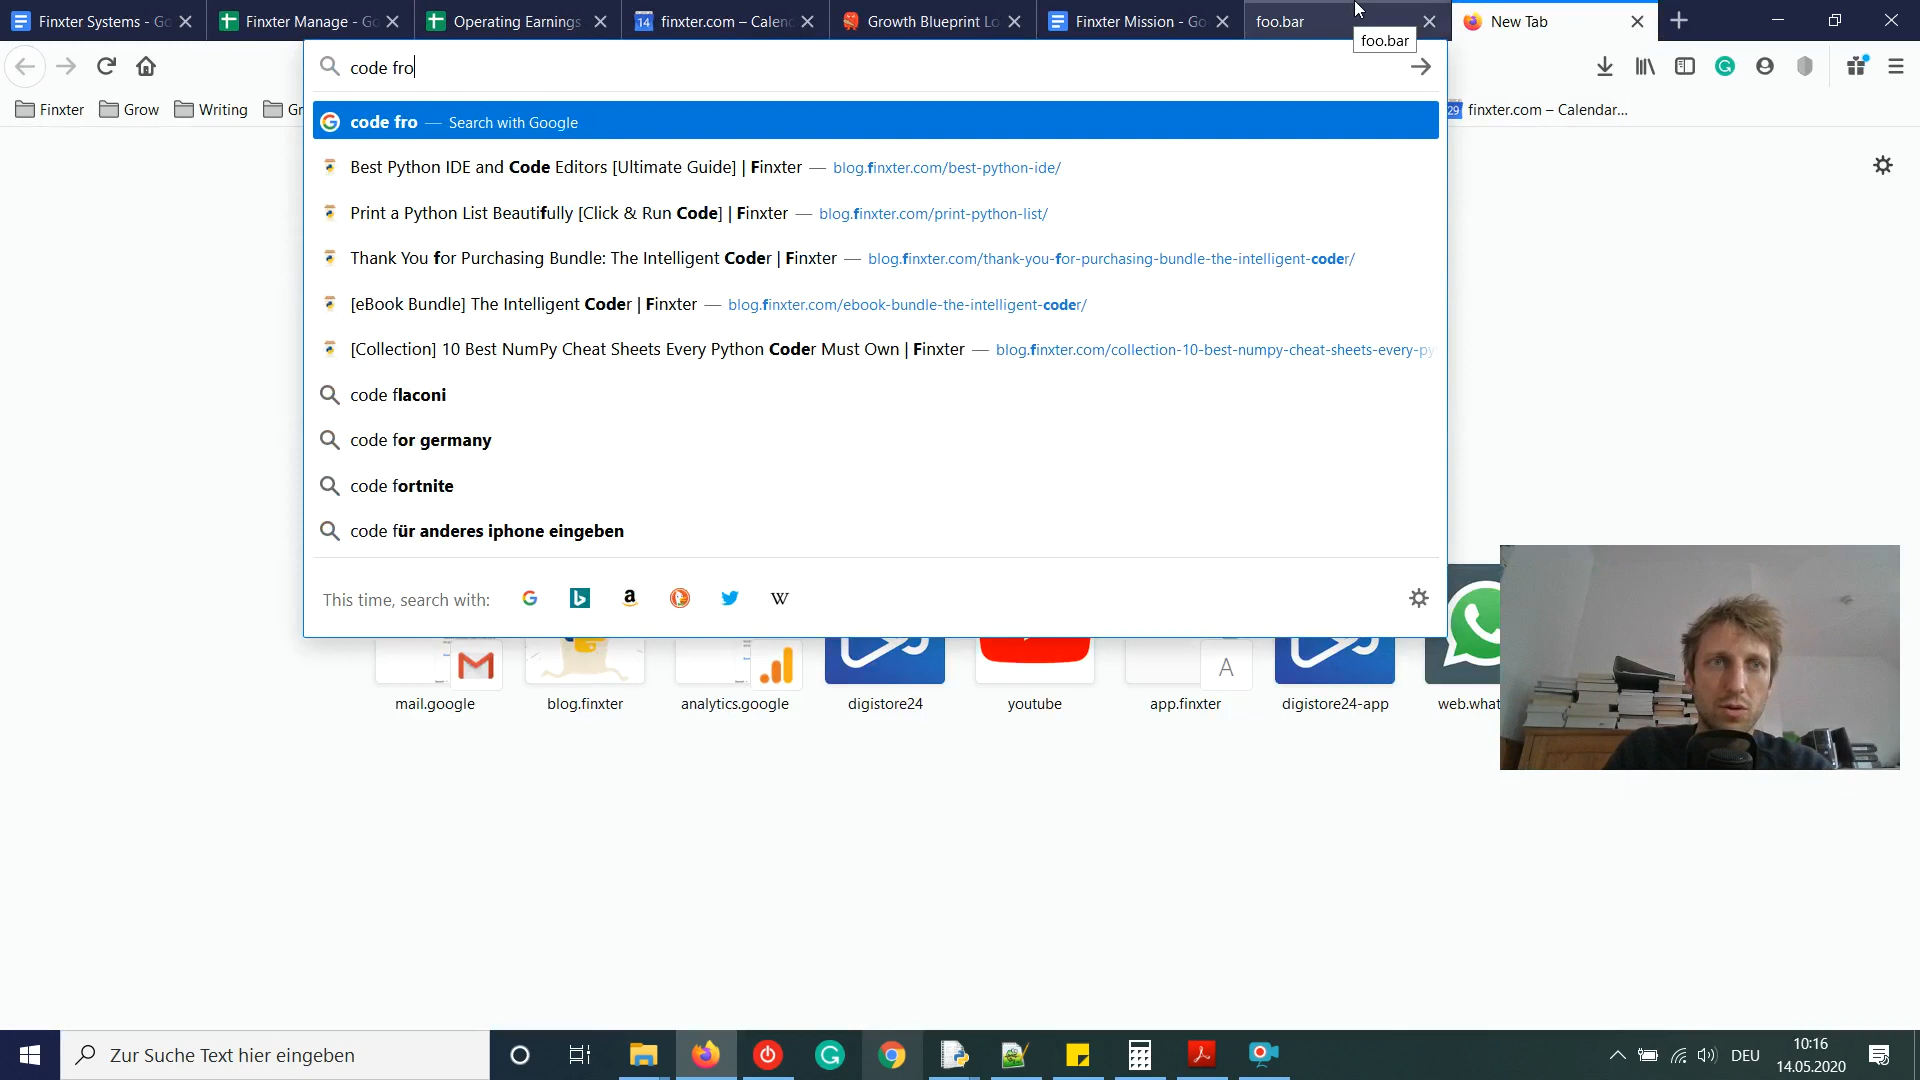 Finxter Systems - Go
Finxter Manage - Go
Operating Earnings
14 finxter.com – Calend
Growth Blueprint Lo
Finxter Mission - Go
foo.bar
New Tab
foo.bar
code fro
Finxter
Grow
Writing
Gr
29 finxter.com – Calendar...
code fro — Search with Google
Best Python IDE and Code Editors [Ultimate Guide] | Finxter — blog.finxter.com/best-python-ide/
Print a Python List Beautifully [Click & Run Code] | Finxter — blog.finxter.com/print-python-list/
Thank You for Purchasing Bundle: The Intelligent Coder | Finxter — blog.finxter.com/thank-you-for-purchasing-bundle-the-intelligent-coder/
[eBook Bundle] The Intelligent Coder | Finxter — blog.finxter.com/ebook-bundle-the-intelligent-coder/
[Collection] 10 Best NumPy Cheat Sheets Every Python Coder Must Own | Finxter — blog.finxter.com/collection-10-best-numpy-cheat-sheets-every-py
code flaconi
code for germany
code fortnite
code für anderes iphone eingeben
This time, search with:
A
mail.google
blog.finxter
analytics.google
digistore24
youtube
app.finxter
digistore24-app
web.what
Zur Suche Text hier eingeben
DEU
10:16
14.05.2020